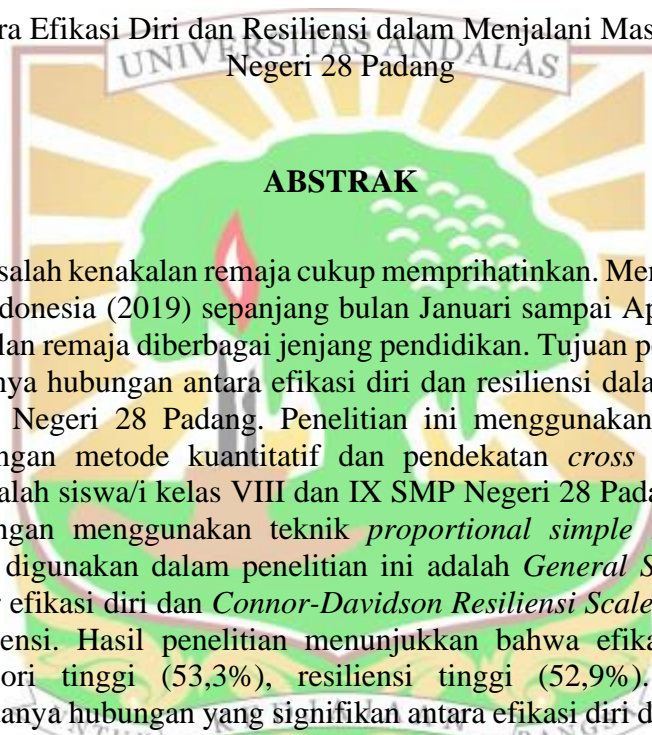 ra Efikasi Diri dan Resiliensi dalam Menjalani Mas
UNIVERSITAS ANDALAS
Negeri 28 Padang
ABSTRAK
salah kenakalan remaja cukup memprihatinkan. Men
ndonesia (2019) sepanjang bulan Januari sampai Ap
lan remaja diberbagai jenjang pendidikan. Tujuan p
nya hubungan antara efikasi diri dan resiliensi dala
Negeri 28 Padang. Penelitian ini menggunakan
ngan metode kuantitatif dan pendekatan cross
alah siswa/i kelas VIII dan IX SMP Negeri 28 Pada
ngan menggunakan teknik proportional simple
digunakan dalam penelitian ini adalah General S
efikasi diri dan Connor-Davidson Resiliensi Scale
ensi. Hasil penelitian menunjukkan bahwa efika
ori tinggi (53,3%), resiliensi tinggi (52,9%).
danya hubungan yang signifikan antara efikasi diri d